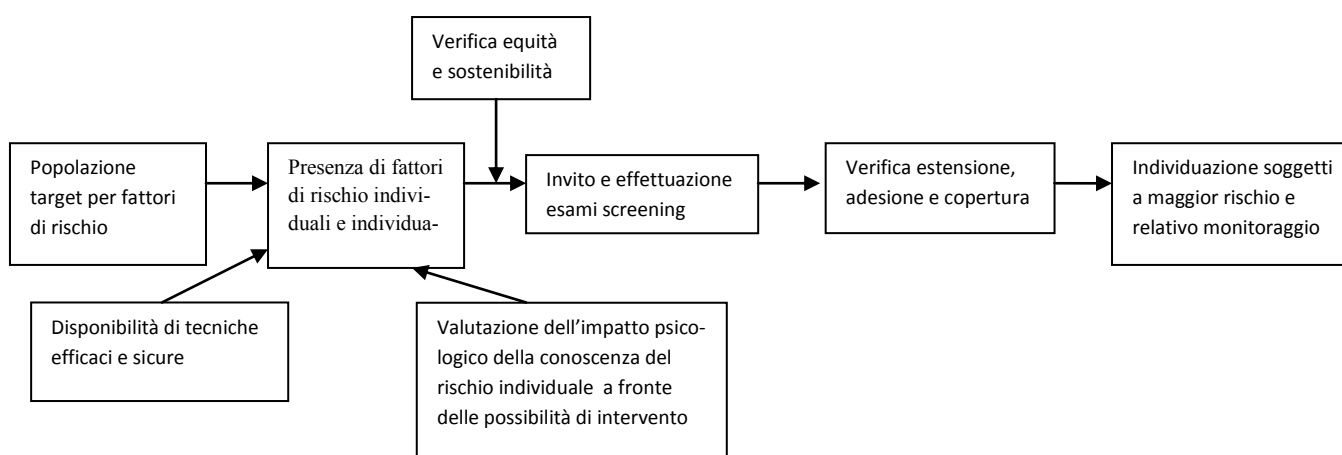 Verifica equità
e sostenibilità
Popolazione
target per fattori
di rischio
Presenza di fattori
di rischio indivi-
duali e individua-
Invito e effettuazione
esami screening
Verifica estensione,
adesione e copertura
Individuazione soggetti
a maggior rischio e
relativo monitoraggio
Disponibilità di tecniche
efficaci e sicure
Valutazione dell’impatto psico-
logico della conoscenza del
rischio individuale a fronte
delle possibilità di intervento